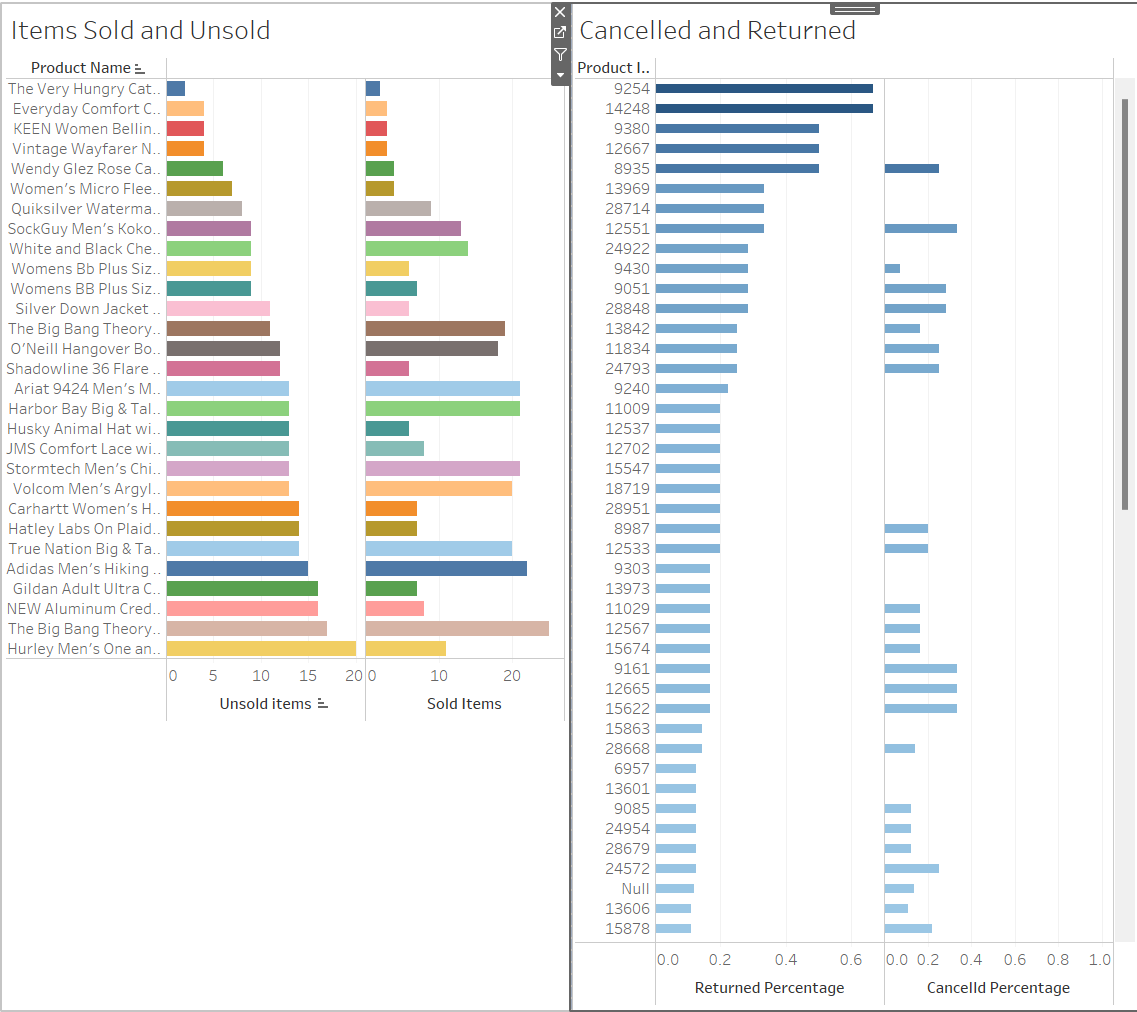 Items Sold and Unsold
Product Name
The Very Hungry Cat..
Everyday Comfort C..
KEEN Women Bellin..
Vintage Wayfarer N..
Wendy Glez Rose Ca..
Women's Micro Flee..
Quiksilver Waterma..
SockGuy Men's Koko..
White and Black Che..
Womens Bb Plus Siz..
Womens BB Plus Siz..
Silver Down Jacket ..
The Big Bang Theory..
O'Neill Hangover Bo..
Shadowline 36 Flare ..
Ariat 9424 Men's M..
Harbor Bay Big & Tal..
Husky Animal Hat wi..
JMS Comfort Lace wi..
Stormtech Men's Chi..
Volcom Men's Argyl..
Carhartt Women's H..
Hatley Labs On Plaid..
True Nation Big & Ta..
Adidas Men's Hiking ..
Gildan Adult Ultra C..
NEW Aluminum Cred..
The Big Bang Theory..
Hurley Men's One an..
0 5 10 15 20 0 10 20
Unsold items Sold Items
Cancelled and Returned
Product I..
9254
14248
9380
12667
8935
13969
28714
12551
24922
9430
9051
28848
13842
11834
24793
9240
11009
12537
12702
15547
18719
28951
8987
12533
9303
13973
11029
12567
15674
9161
12665
15622
15863
28668
6957
13601
9085
24954
28679
24572
Null
13606
15878
0.0 0.2 0.4 0.6 0.0 0.2 0.4 0.6 0.8 1.0
Returned Percentage Cancelld Percentage